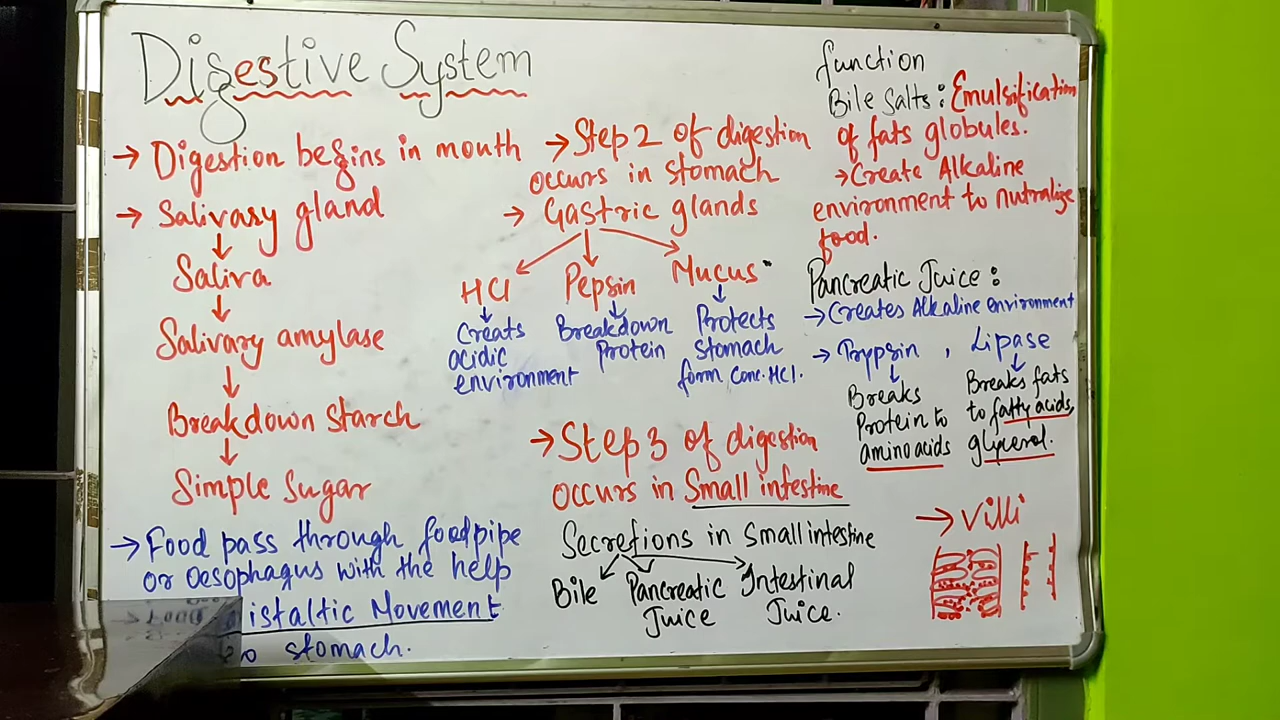 Digestive System
→ Digestion begins in mouth
→ Salivary gland
↓
Saliva
↓
Salivary amylase
↓
Breakdown starch
↓
Simple Sugar
→ Food pass through foodpipe
or oesophagus with the help
istaltic Movement
to stomach.
→ Step 2 of digestion
occurs in stomach
→ Gastric glands
HCl Pepsin Mucus
Creats
acidic
environment
Breakdown
Protein
Protects
stomach
form Conc. HCl.
→ Step 3 of digestion
occurs in Small intestine
Secretions in Small intestine
Bile Pancreatic Juice Intestinal Juice.
function
Bile Salts: Emulsification
of fats globules.
→ Create Alkaline
environment to nutralize
food.
Pancreatic Juice:
→ Creates Alkaline environment
→ Trypsin , Lipase
Breaks
Protein to
amino acids
Breaks fats
to fatty acids,
glycerol.
→ Villi